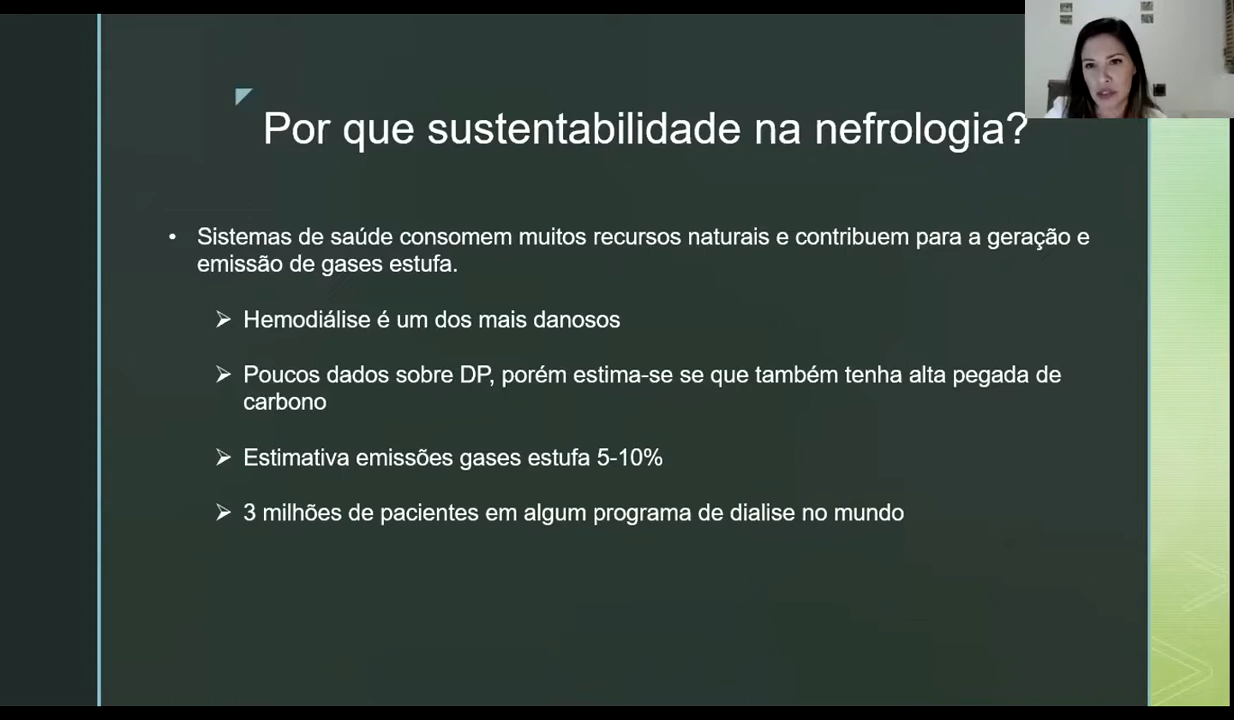 Por que sustentabilidade na nefrologia?
• Sistemas de saúde consomem muitos recursos naturais e contribuem para a geração e
emissão de gases estufa.
➢ Hemodiálise é um dos mais danosos
➢ Poucos dados sobre DP, porém estima-se se que também tenha alta pegada de
carbono
➢ Estimativa emissões gases estufa 5-10%
➢ 3 milhões de pacientes em algum programa de dialise no mundo